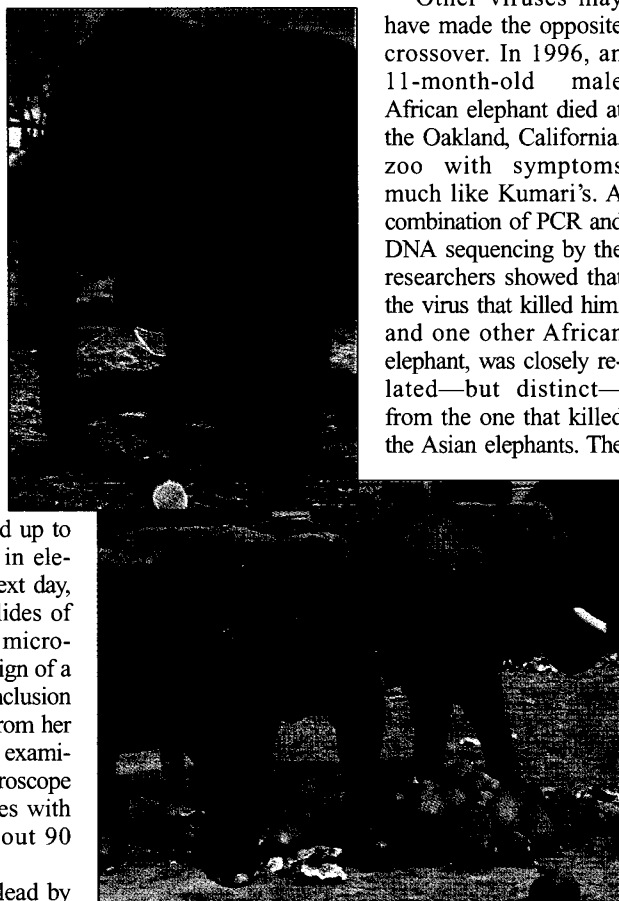 d up to
in ele-
ext day,
lides of
micro-
ign of a
nclusion
rom her
exami-
roscope
es with
out 90
lead by
Other viruses may
have made the opposite
crossover. In 1996, an
11-month-old male
African elephant died at
the Oakland, California,
zoo with symptoms
much like Kumari's. A
combination of PCR and
DNA sequencing by the
researchers showed that
the virus that killed him,
and one other African
elephant, was closely re-
lated—but distinct—
from the one that killed
the Asian elephants. The